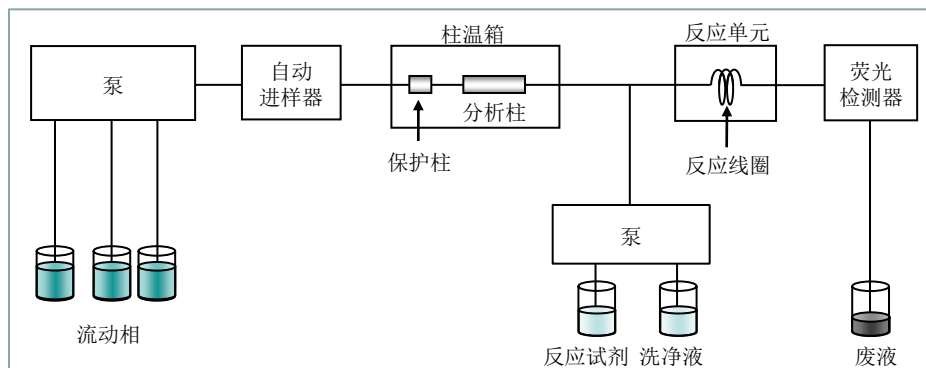 柱温箱
反应单元
泵
自动
进样器
荧光
检测器
分析柱
保护柱
反应线圈
泵
流动相
反应试剂
洗净液
废液